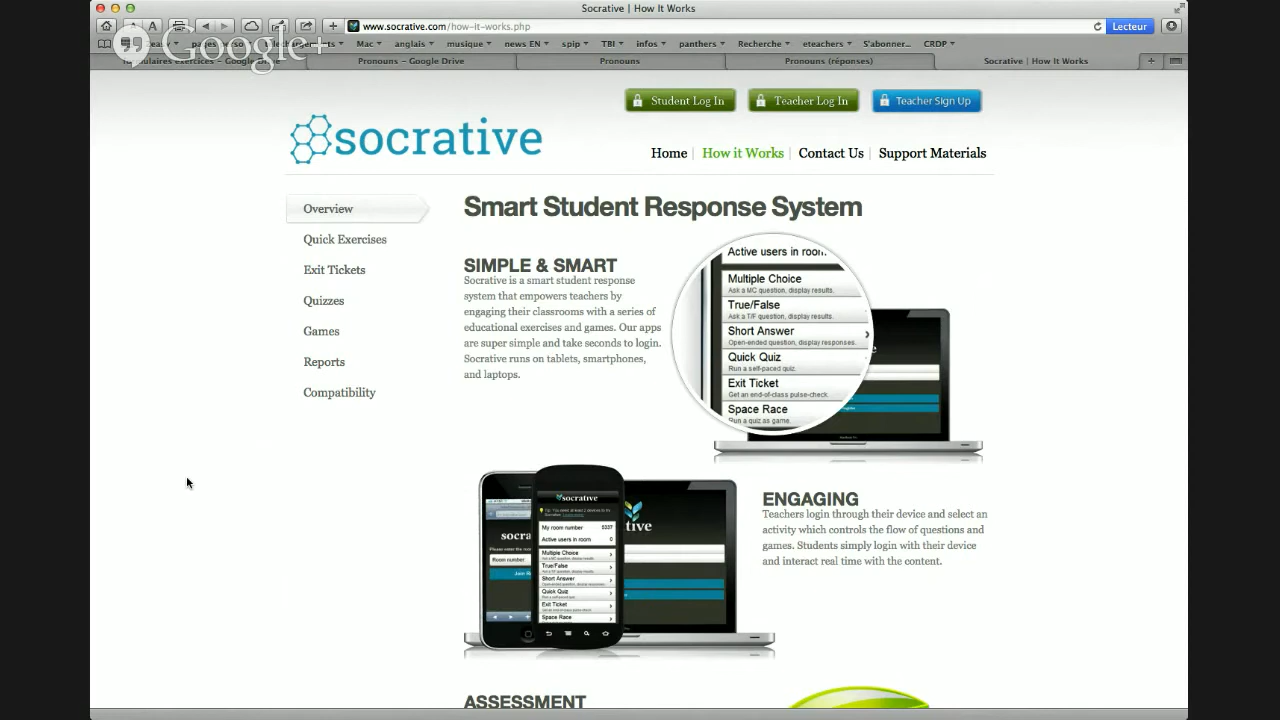 Socrative | How It Works
www.socrative.com/how-it-works.php
Lecteur
Google+
Mac
anglais
musique
news EN
spip
TBI
infos
panthers
Recherche
eteachers
S'abonner...
CRDP
Pronouns – Google Drive
Pronouns
Pronouns (réponses)
Socrative | How It Works
Student Log In
Teacher Log In
Teacher Sign Up
socrative
Home
How it Works
Contact Us
Support Materials
Overview
Quick Exercises
Exit Tickets
Quizzes
Games
Reports
Compatibility
Smart Student Response System
SIMPLE & SMART
Socrative is a smart student response
system that empowers teachers by
engaging their classrooms with a series of
educational exercises and games. Our apps
are super simple and take seconds to login.
Socrative runs on tablets, smartphones,
and laptops.
Active users in room
Multiple Choice
Ask a MC question, display results.
True/False
Ask a T/F question, display results.
Short Answer
Open-ended question, display responses.
Quick Quiz
Run a self-paced quiz.
Exit Ticket
Get an end-of-class pulse-check.
Space Race
Run a quiz as game.
socrative
My room number 5337
Active users in room 0
Multiple Choice
True/False
Short Answer
Quick Quiz
Exit Ticket
Space Race
Room number
ENGAGING
Teachers login through their device and select an
activity which controls the flow of questions and
games. Students simply login with their device
and interact real time with the content.
ASSESSMENT